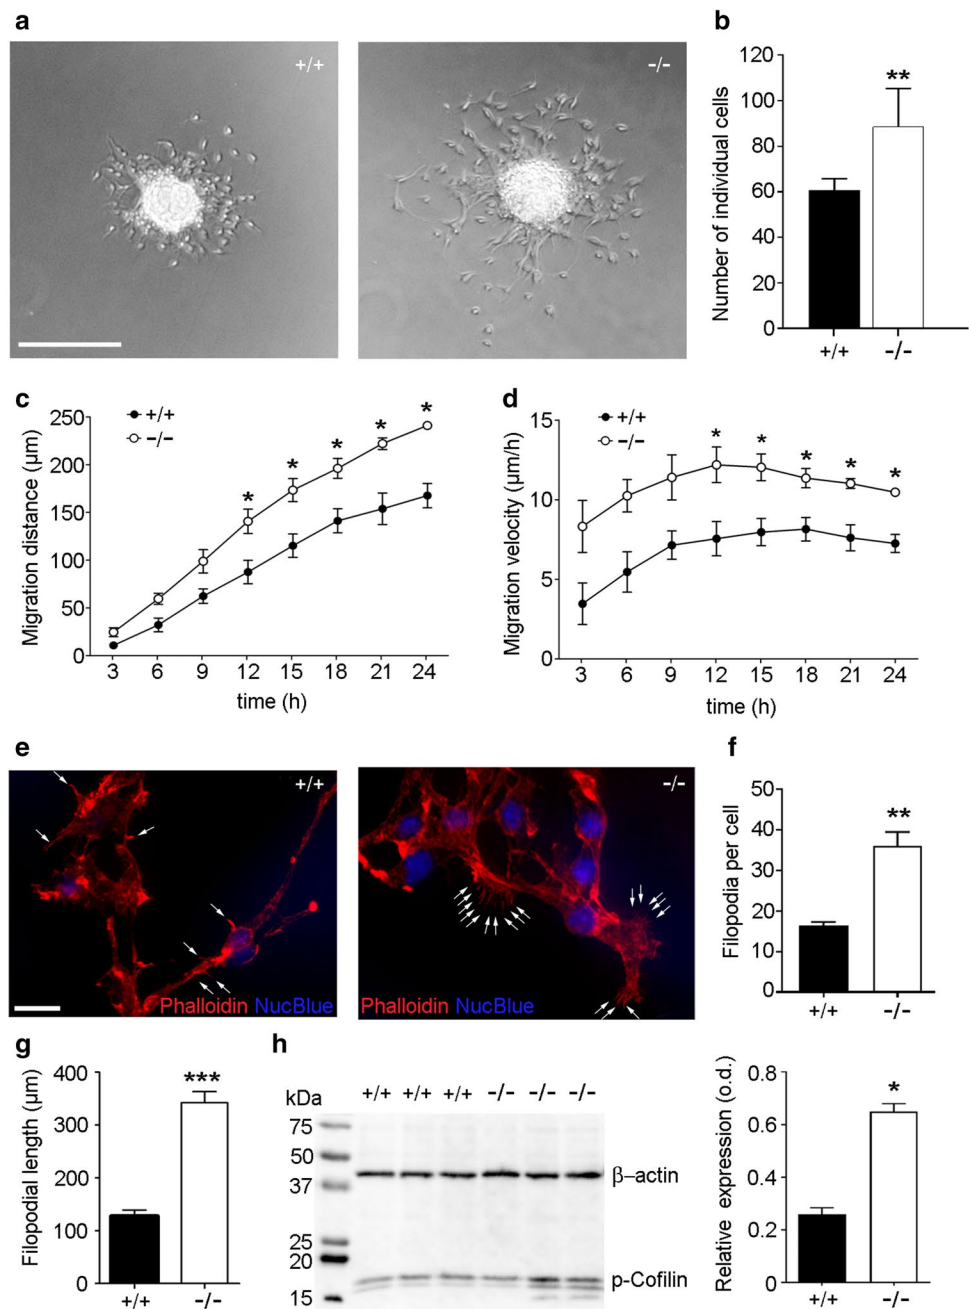 a
+/+
-/-
b
Number of individual cells
120
100
80
60
40
20
0
**
+/+
-/-
c
Migration distance (µm)
250
200
150
100
50
0
+/+
-/-
* * * * *
3 6 9 12 15 18 21 24
time (h)
d
Migration velocity (µm/h)
15
10
5
0
+/+
-/-
* * * * *
3 6 9 12 15 18 21 24
time (h)
e
+/+
Phalloidin NucBlue
-/-
Phalloidin NucBlue
f
Filopodia per cell
50
40
30
20
10
0
**
+/+
-/-
g
Filopodial length (µm)
400
300
200
100
0
***
+/+
-/-
h
kDa
+/+ +/+ +/+ -/- -/- -/-
75
50
37
25
20
15
β–actin
p-Cofilin
Relative expression (o.d.)
0.8
0.6
0.4
0.2
0
*
+/+
-/-